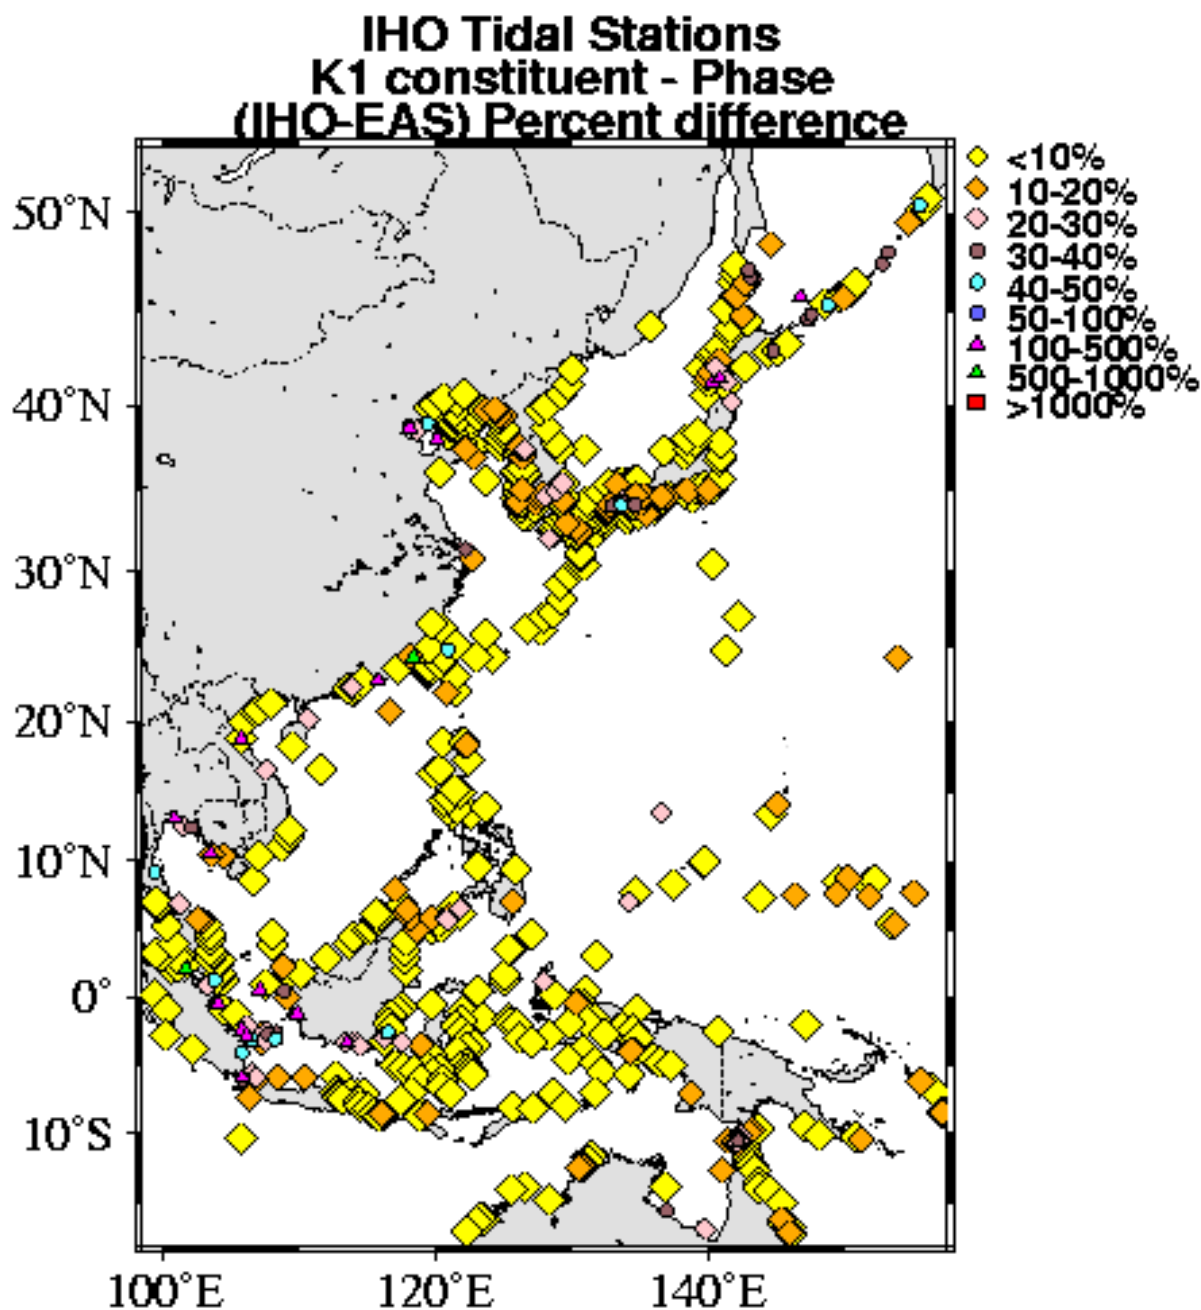 IHO Tidal Stations
K1 constituent - Phase
(IHO-EAS) Percent difference
<10%
10-20%
20-30%
30-40%
40-50%
50-100%
100-500%
500-1000%
>1000%
50°N
40°N
30°N
20°N
10°N
0°
10°S
100°E 120°E 140°E